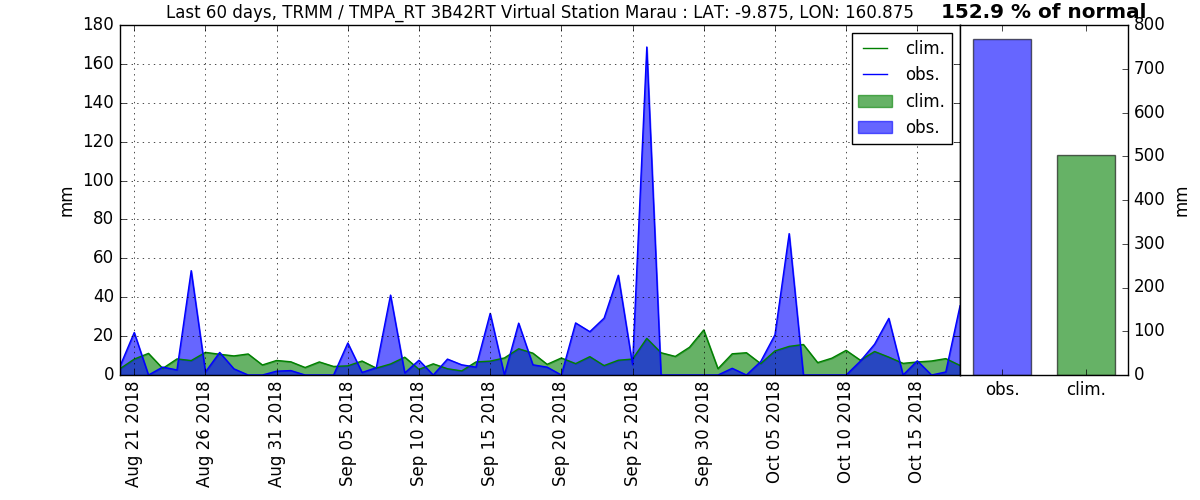 Last 60 days, TRMM / TMPA_RT 3B42RT Virtual Station Marau : LAT: -9.875, LON: 160.875
152.9 % of normal
180
160
140
120
100
80
60
40
20
0
mm
clim.
obs.
clim.
obs.
800
700
600
500
400
300
200
100
0
mm
obs.
clim.
Aug 21 2018
Aug 26 2018
Aug 31 2018
Sep 05 2018
Sep 10 2018
Sep 15 2018
Sep 20 2018
Sep 25 2018
Sep 30 2018
Oct 05 2018
Oct 10 2018
Oct 15 2018